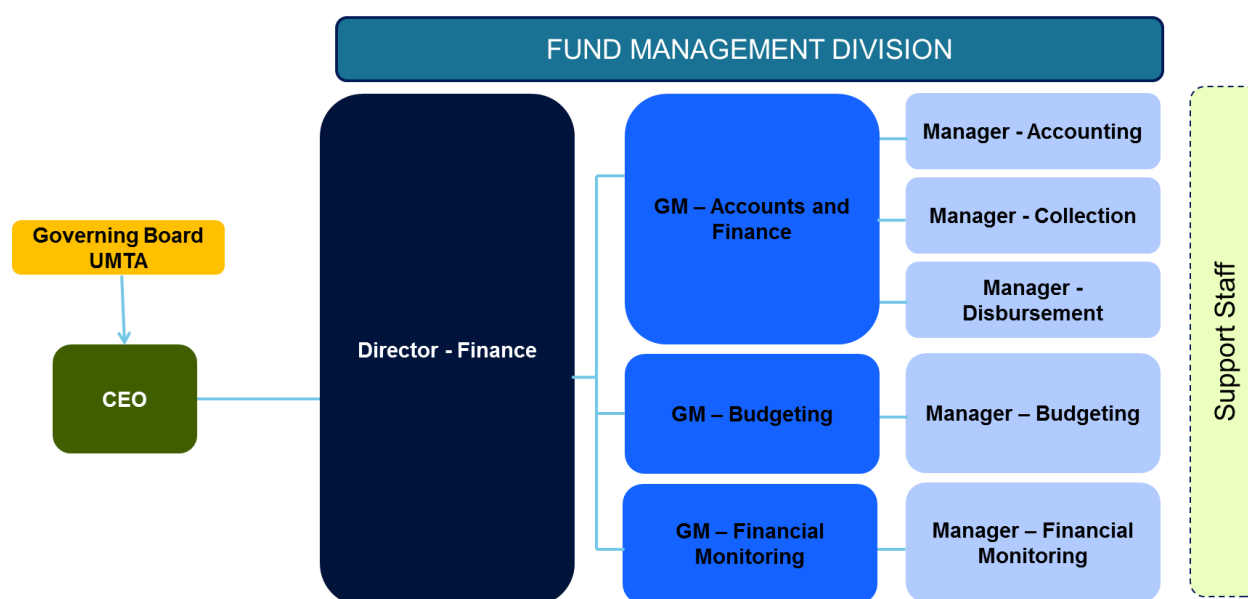 FUND MANAGEMENT DIVISION
Governing Board
UMTA
CEO
Director - Finance
GM – Accounts and
Finance
Manager - Accounting
Manager - Collection
Manager -
Disbursement
GM – Budgeting
Manager – Budgeting
GM – Financial
Monitoring
Manager – Financial
Monitoring
Support Staff